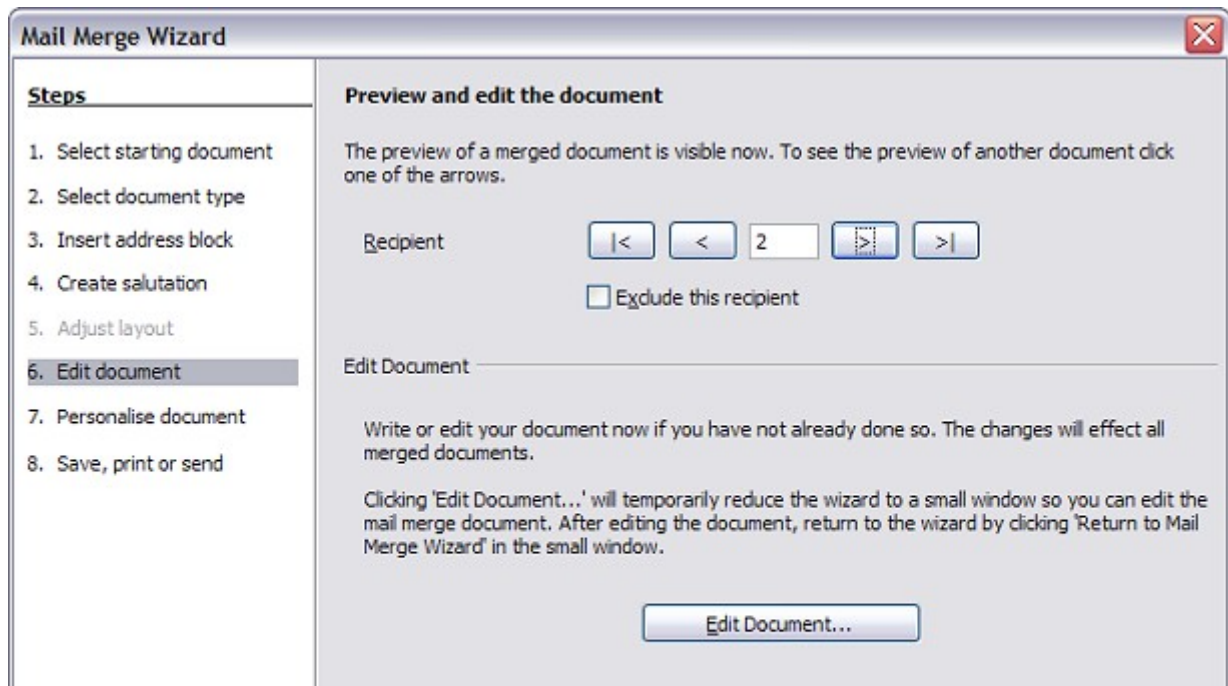 Mail Merge Wizard
Steps
1. Select starting document
2. Select document type
3. Insert address block
4. Create salutation
5. Adjust layout
6. Edit document
7. Personalise document
8. Save, print or send
Preview and edit the document
The preview of a merged document is visible now. To see the preview of another document click
one of the arrows.
Recipient |< < 2 > >|
Exclude this recipient
Edit Document
Write or edit your document now if you have not already done so. The changes will effect all
merged documents.
Clicking 'Edit Document...' will temporarily reduce the wizard to a small window so you can edit the
mail merge document. After editing the document, return to the wizard by clicking 'Return to Mail
Merge Wizard' in the small window.
Edit Document...